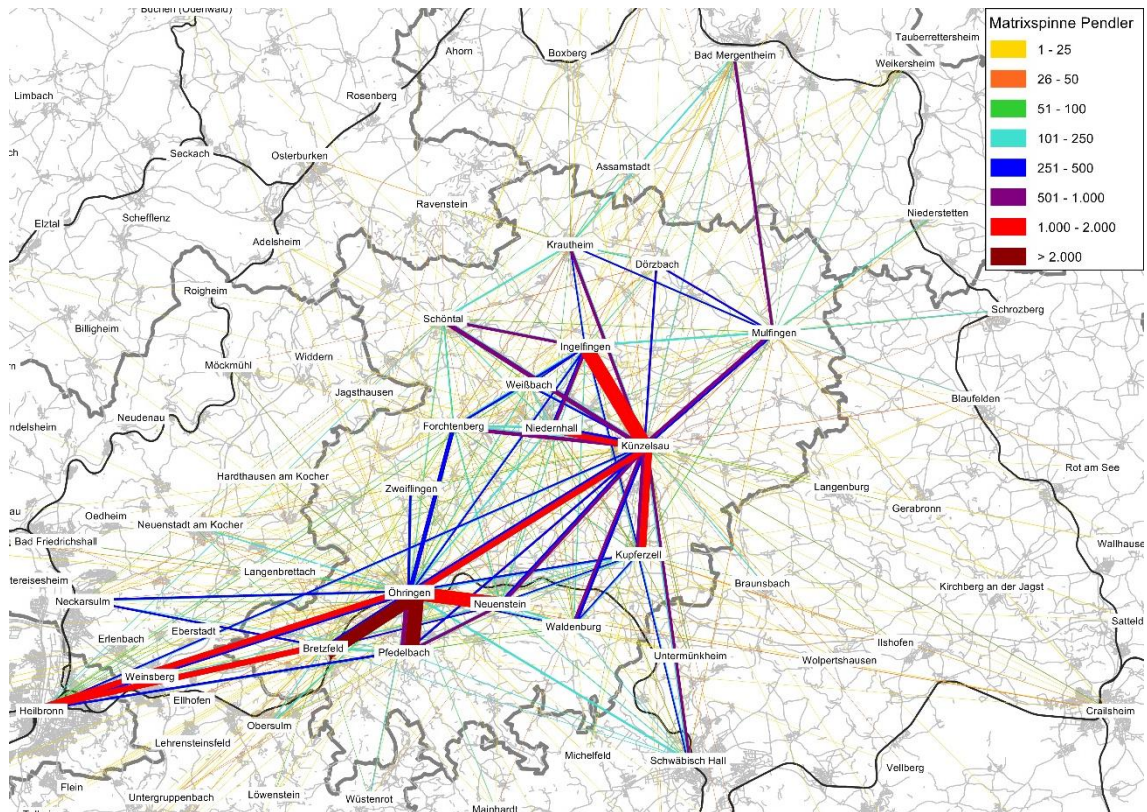 Buchen (Odenwald)
Ahorn
Boxberg
Bad Mergentheim
Tauberrettersheim
Weikersheim
Matrixspinne Pendler
1 - 25
26 - 50
51 - 100
101 - 250
251 - 500
501 - 1.000
1.000 - 2.000
> 2.000
Limbach
Rosenberg
Seckach
Osterburken
Assamstadt
Schefflenz
Elztal
Ravenstein
Niederstetten
Adelsheim
Krautheim
Dörzbach
Roigheim
Schrozberg
Billigheim
Schöntal
Mulfingen
Ingelfingen
Widdern
Möckmühl
Jagsthausen
Weißbach
Blaufelden
Neudenau
Forchtenberg
Niedernhall
Künzelsau
Rot am See
Hardthausen am Kocher
Zweiflingen
Langenburg
Gerabronn
Oedheim
Neuenstadt am Kocher
Bad Friedrichshall
Wallhause
Kupferzell
Langenbrettach
Braunsbach
Kirchberg an der Jagst
tereisesheim
Öhringen
Neckarsulm
Neuenstein
Satteld
Waldenburg
Eberstadt
Erlenbach
Ilshofen
Bretzfeld
Pfedelbach
Untermünkheim
Wolpertshausen
Weinsberg
Ellhofen
Heilbronn
Crailsheim
Obersulm
Lehrensteinsfeld
Michelfeld
Schwäbisch Hall
Vellberg
Flein
Untergruppenbach
Löwenstein
Wüstenrot
Mainhardt